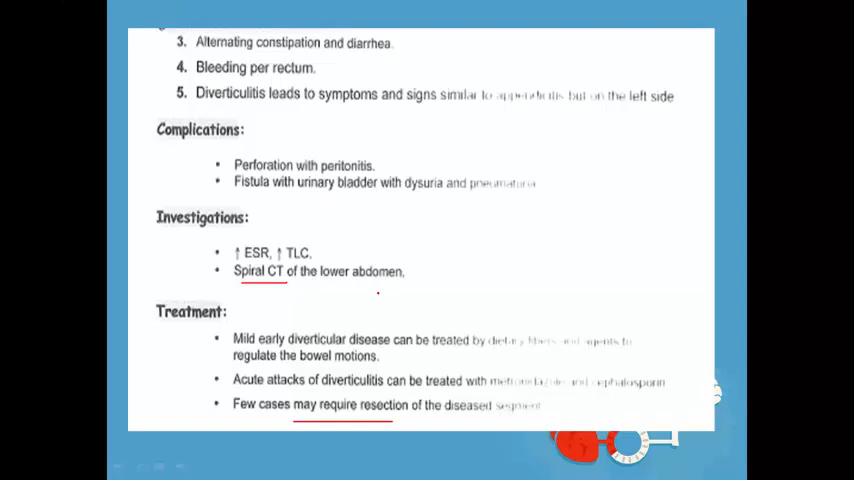 3. Alternating constipation and diarrhea.
4. Bleeding per rectum.
5. Diverticulitis leads to symptoms and signs similar to appendicitis but on the left side
Complications:
• Perforation with peritonitis.
• Fistula with urinary bladder with dysuria and pneumaturia
Investigations:
• ↑ ESR, ↑ TLC.
• Spiral CT of the lower abdomen.
Treatment:
• Mild early diverticular disease can be treated by dietary fibers and agents to
regulate the bowel motions.
• Acute attacks of diverticulitis can be treated with metronidazole and cephalosporin
• Few cases may require resection of the diseased segment